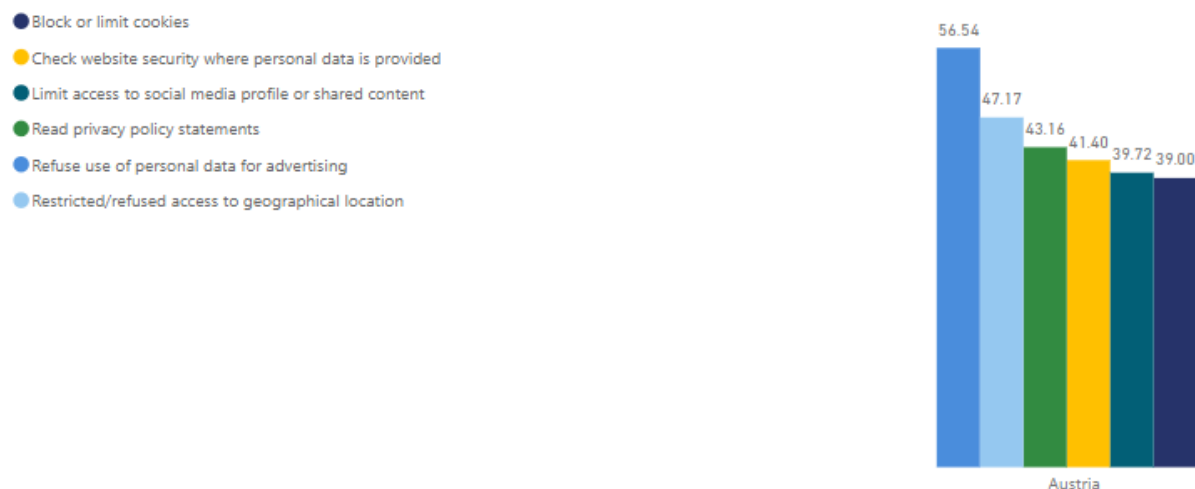 Block or limit cookies
Check website security where personal data is provided
Limit access to social media profile or shared content
Read privacy policy statements
Refuse use of personal data for advertising
Restricted/refused access to geographical location
56.54
47.17
43.16
41.40
39.72
39.00
Austria